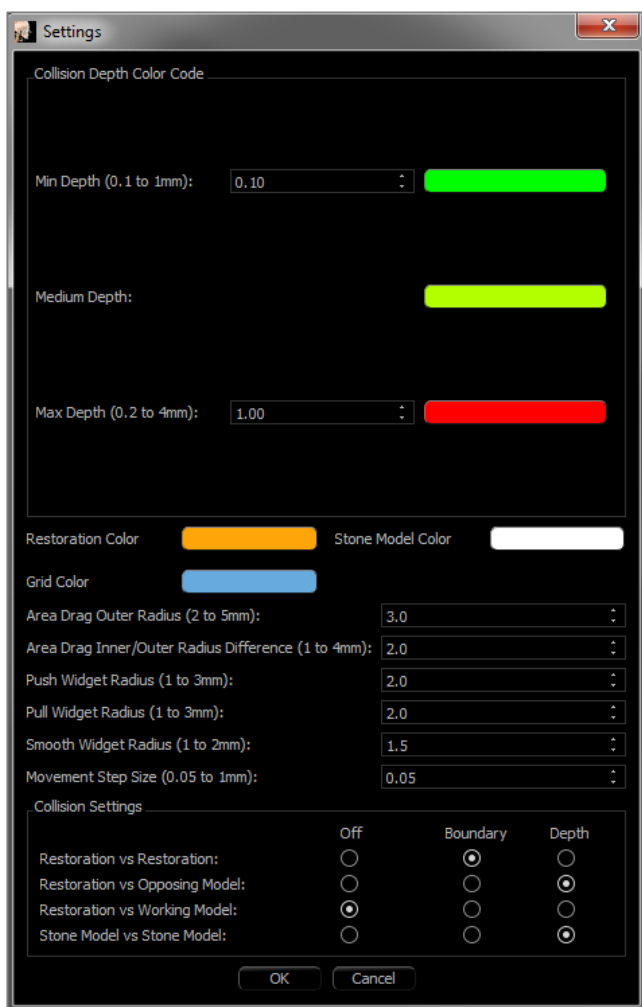 Settings
Collision Depth Color Code
Min Depth (0.1 to 1mm): 0.10
Medium Depth:
Max Depth (0.2 to 4mm): 1.00
Restoration Color Stone Model Color
Grid Color
Area Drag Outer Radius (2 to 5mm): 3.0
Area Drag Inner/Outer Radius Difference (1 to 4mm): 2.0
Push Widget Radius (1 to 3mm): 2.0
Pull Widget Radius (1 to 3mm): 2.0
Smooth Widget Radius (1 to 2mm): 1.5
Movement Step Size (0.05 to 1mm): 0.05
Collision Settings
Off Boundary Depth
Restoration vs Restoration:
Restoration vs Opposing Model:
Restoration vs Working Model:
Stone Model vs Stone Model:
OK Cancel